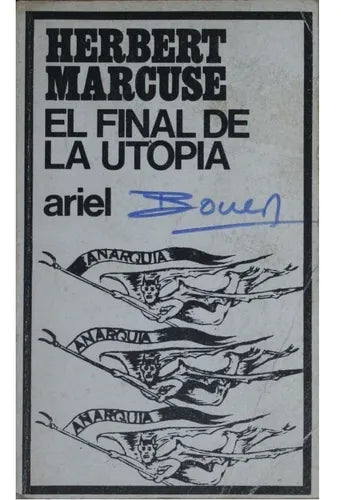 HERBERT
MARCUSE
EL FINAL DE
LA UTOPIA
ariel
ANARQUIA
ANARQUIA
ANARQUIA